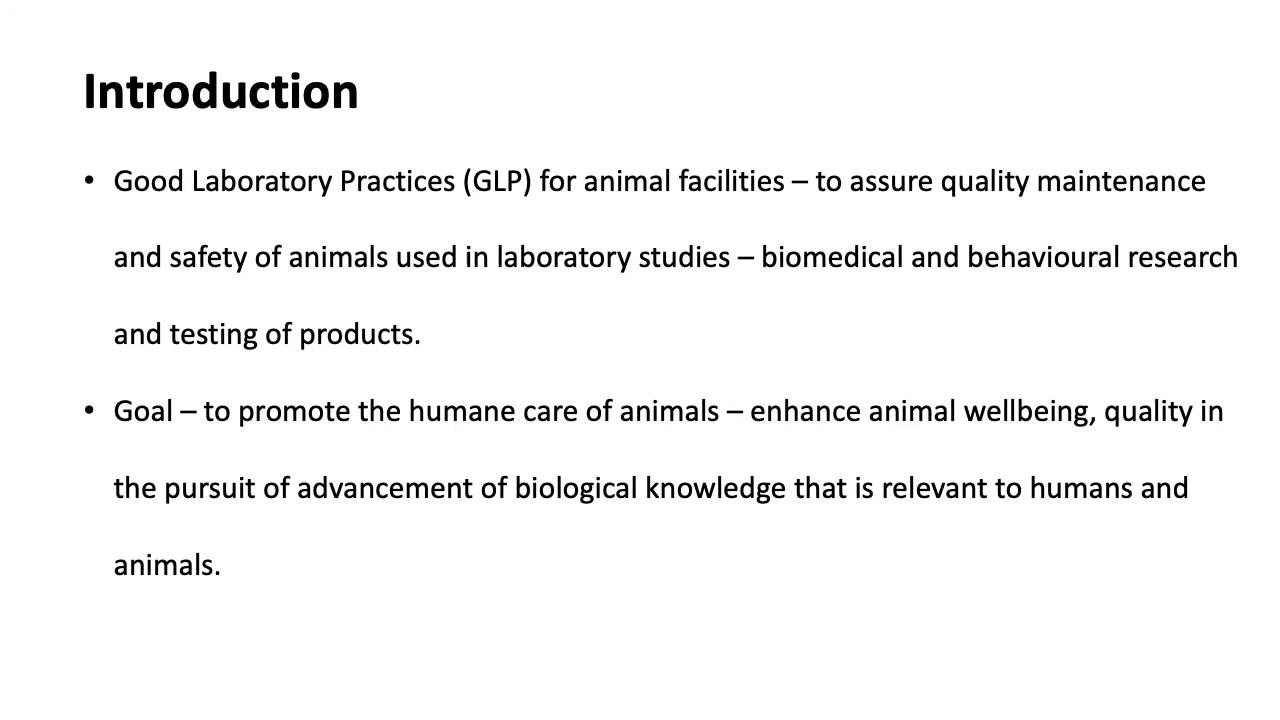 Introduction
• Good Laboratory Practices (GLP) for animal facilities – to assure quality maintenance
and safety of animals used in laboratory studies – biomedical and behavioural research
and testing of products.
• Goal – to promote the humane care of animals – enhance animal wellbeing, quality in
the pursuit of advancement of biological knowledge that is relevant to humans and
animals.